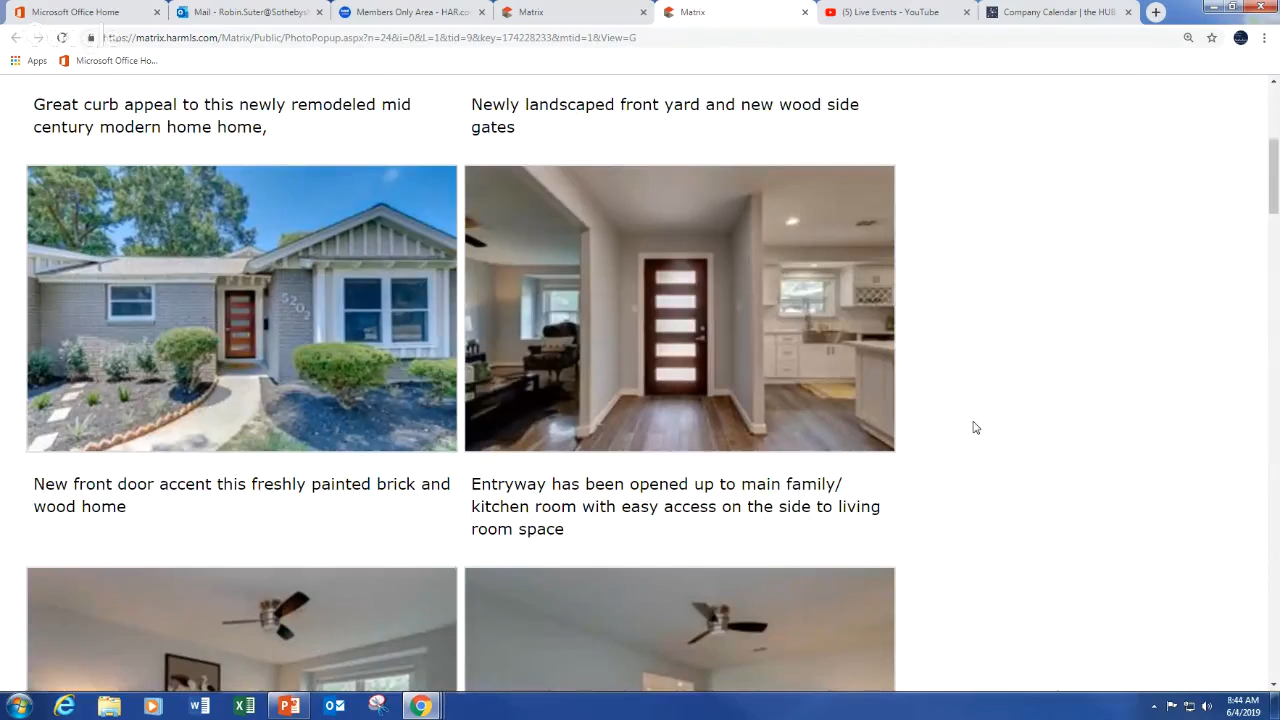 Microsoft Office Home
Mail - Robin.Suter@Sotheby
Members Only Area - HAR.co
Matrix
Matrix
(5) Live Events - YouTube
Company Calendar | the HUB
https://matrix.harmls.com/Matrix/Public/PhotoPopup.aspx?n=24&i=0&L=1&tid=9&key=174228233&mtid=1&View=G
Apps
Microsoft Office Ho...
Great curb appeal to this newly remodeled mid
century modern home home,
Newly landscaped front yard and new wood side
gates
5202
New front door accent this freshly painted brick and
wood home
Entryway has been opened up to main family/
kitchen room with easy access on the side to living
room space
8:44 AM
6/4/2019